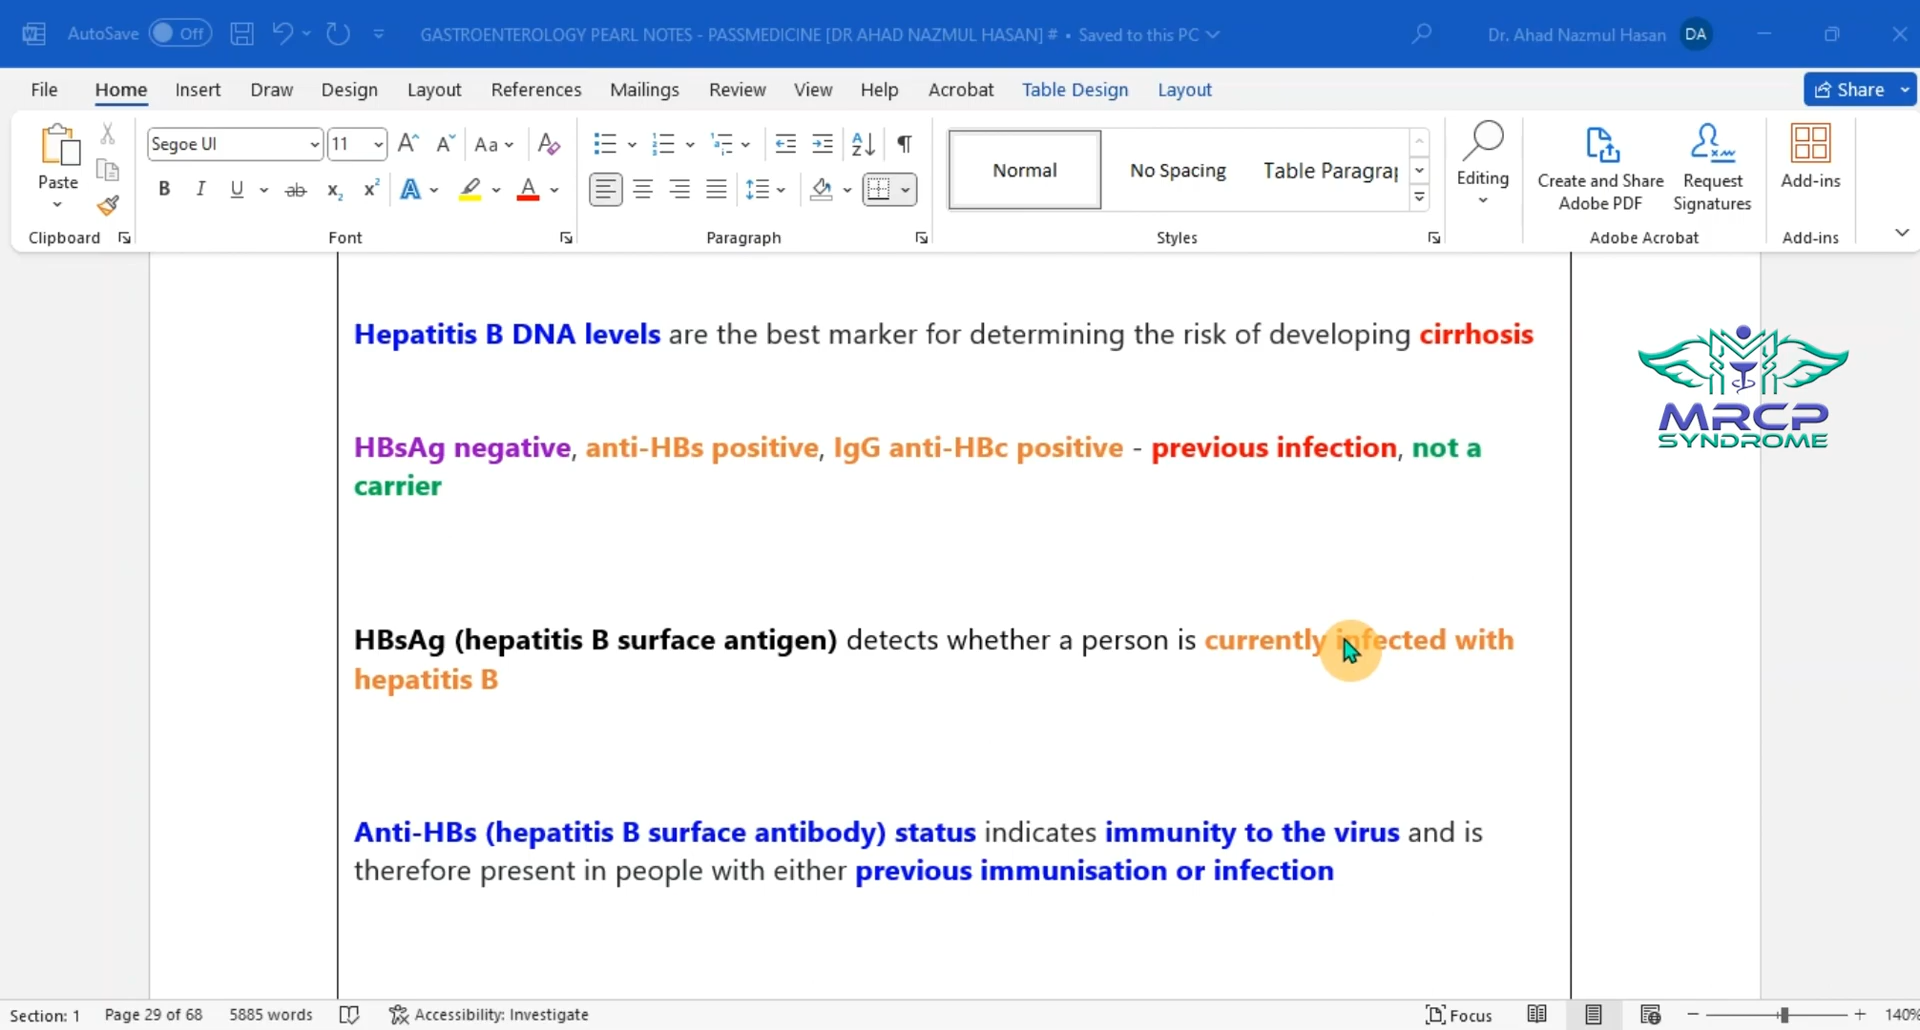 AutoSave Off GASTROENTEROLOGY PEARL NOTES - PASSMEDICINE [DR AHAD NAZMUL HASAN] # • Saved to this PC Dr. Ahad Nazmul Hasan DA
File Home Insert Draw Design Layout References Mailings Review View Help Acrobat Table Design Layout Share
Segoe UI 11 Aa
Paste
Normal No Spacing Table Paragra
Editing Create and Share Adobe PDF Request Signatures Add-ins
Clipboard Font Paragraph Styles Adobe Acrobat Add-ins
Hepatitis B DNA levels are the best marker for determining the risk of developing cirrhosis
MRCP
SYNDROME
HBsAg negative, anti-HBs positive, IgG anti-HBc positive - previous infection, not a
carrier
HBsAg (hepatitis B surface antigen) detects whether a person is currently infected with
hepatitis B
Anti-HBs (hepatitis B surface antibody) status indicates immunity to the virus and is
therefore present in people with either previous immunisation or infection
Section: 1 Page 29 of 68 5885 words Accessibility: Investigate Focus 140%